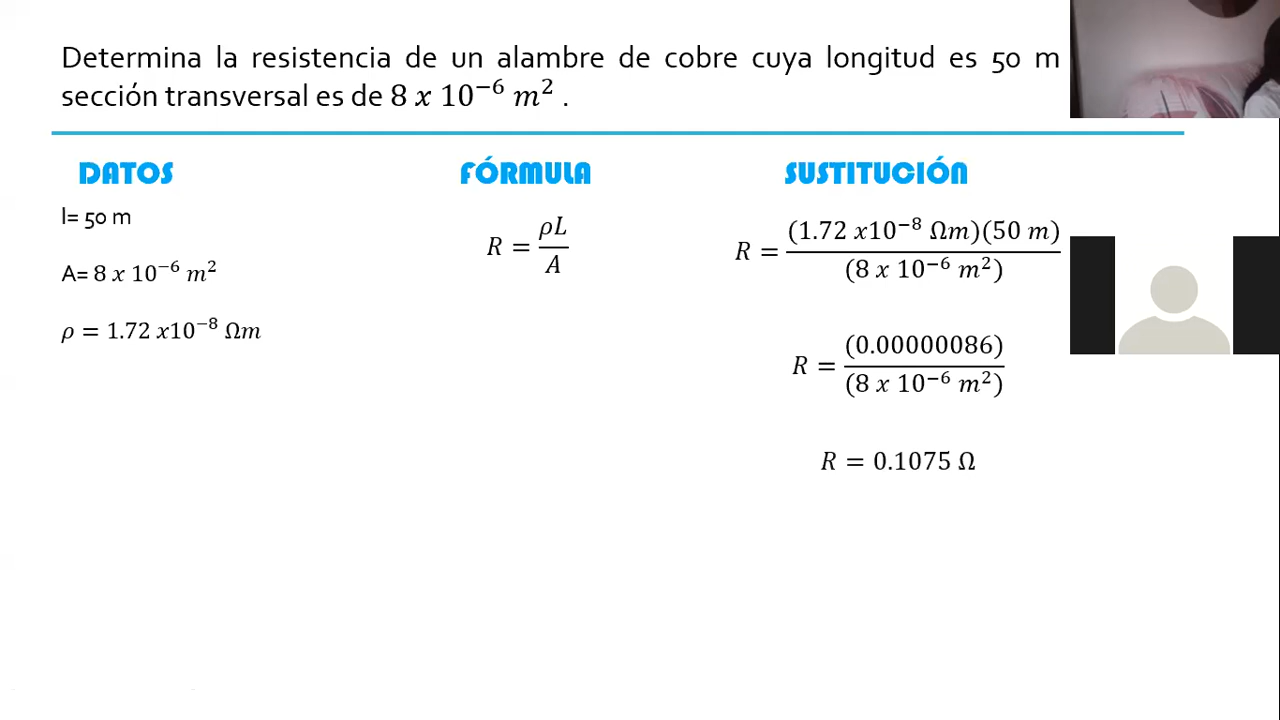 Determina la resistencia de un alambre de cobre cuya longitud es 50 m
sección transversal es de 8 x 10⁻⁶ m² .
DATOS
l= 50 m
A= 8 x 10⁻⁶ m²
ρ = 1.72 x10⁻⁸ Ωm
FÓRMULA
R = ρL / A
SUSTITUCIÓN
R = (1.72 x10⁻⁸ Ωm)(50 m) / (8 x 10⁻⁶ m²)
R = (0.00000086) / (8 x 10⁻⁶ m²)
R = 0.1075 Ω